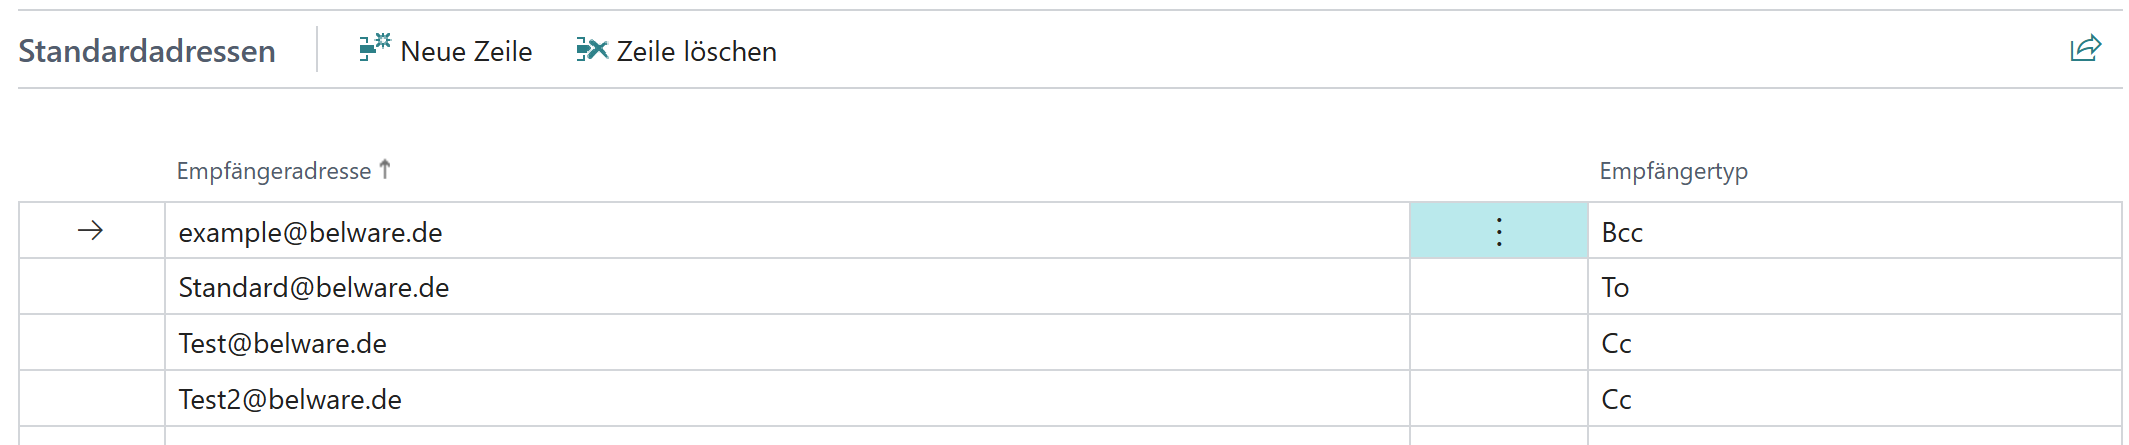 Standardadressen Neue Zeile Zeile löschen
Empfängeradresse Empfängertyp
example@belware.de Bcc
Standard@belware.de To
Test@belware.de Cc
Test2@belware.de Cc